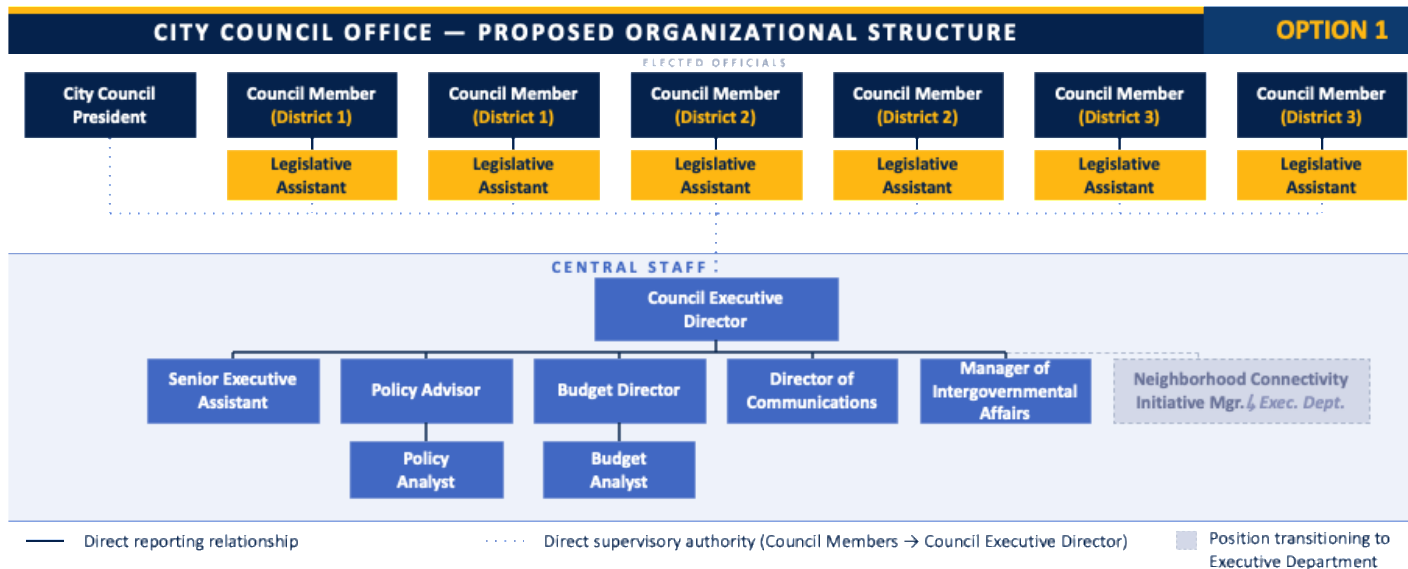 CITY COUNCIL OFFICE — PROPOSED ORGANIZATIONAL STRUCTURE
OPTION 1
ELECTED OFFICIALS
City Council
President
Council Member
(District 1)
Council Member
(District 1)
Council Member
(District 2)
Council Member
(District 2)
Council Member
(District 3)
Council Member
(District 3)
Legislative
Assistant
Legislative
Assistant
Legislative
Assistant
Legislative
Assistant
Legislative
Assistant
Legislative
Assistant
CENTRAL STAFF
Council Executive
Director
Senior Executive
Assistant
Policy Advisor
Budget Director
Director of
Communications
Manager of
Intergovernmental
Affairs
Neighborhood Connectivity
Initiative Mgr. ↳ Exec. Dept.
Policy
Analyst
Budget
Analyst
Direct reporting relationship
Direct supervisory authority (Council Members → Council Executive Director)
Position transitioning to
Executive Department